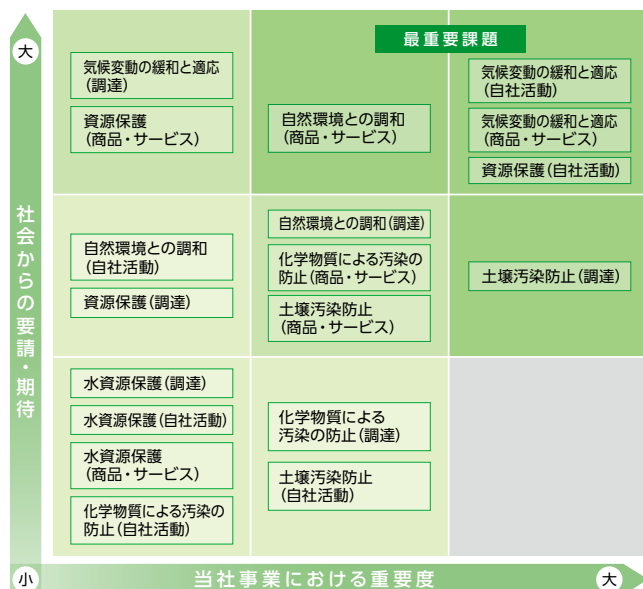 大
最重要課題
気候変動の緩和と適応
(調達)
資源保護
(商品・サービス)
自然環境との調和
(商品・サービス)
気候変動の緩和と適応
(自社活動)
気候変動の緩和と適応
(商品・サービス)
資源保護(自社活動)
社会からの要請・期待
自然環境との調和
(自社活動)
資源保護(調達)
自然環境との調和(調達)
化学物質による汚染の
防止(商品・サービス)
土壌汚染防止
(商品・サービス)
土壌汚染防止(調達)
水資源保護(調達)
水資源保護(自社活動)
水資源保護
(商品・サービス)
化学物質による汚染の
防止(自社活動)
化学物質による
汚染の防止(調達)
土壌汚染防止
(自社活動)
小
当社事業における重要度
大